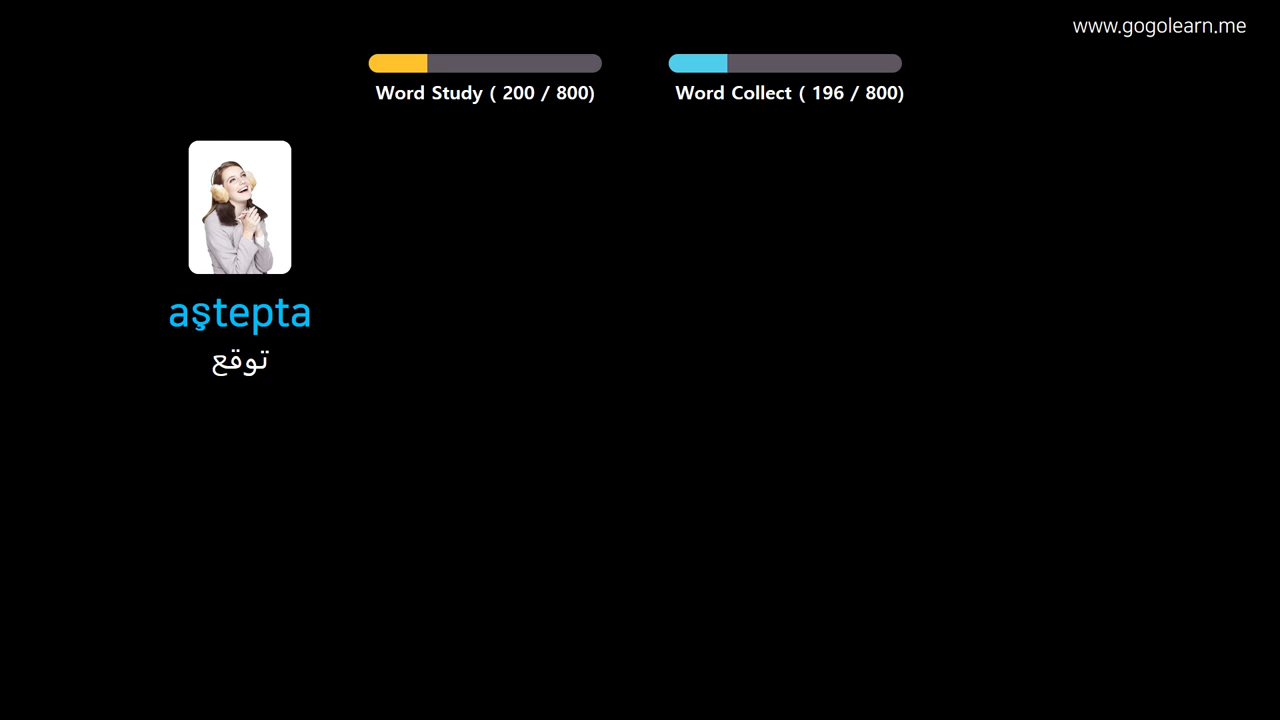 www.gogolearn.me
Word Study ( 200 / 800)
Word Collect ( 196 / 800)
aştepta
توقع